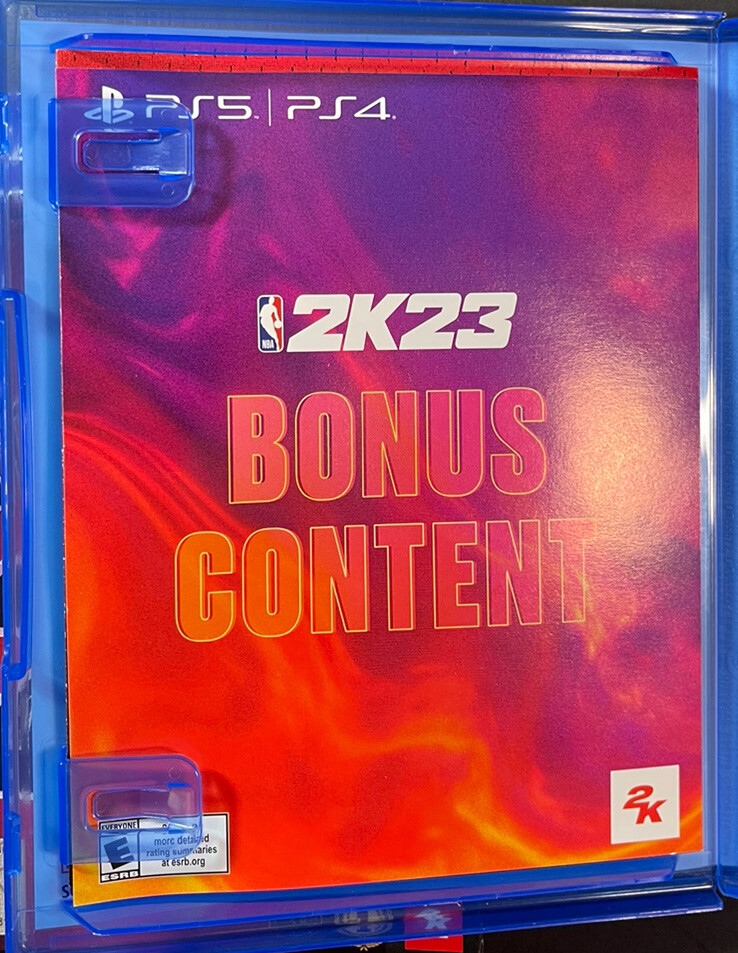 PS5 | PS4
NBA 2K23
BONUS
CONTENT
2K
EVERYONE
E
ESRB
more detailed
rating summaries
at esrb.org